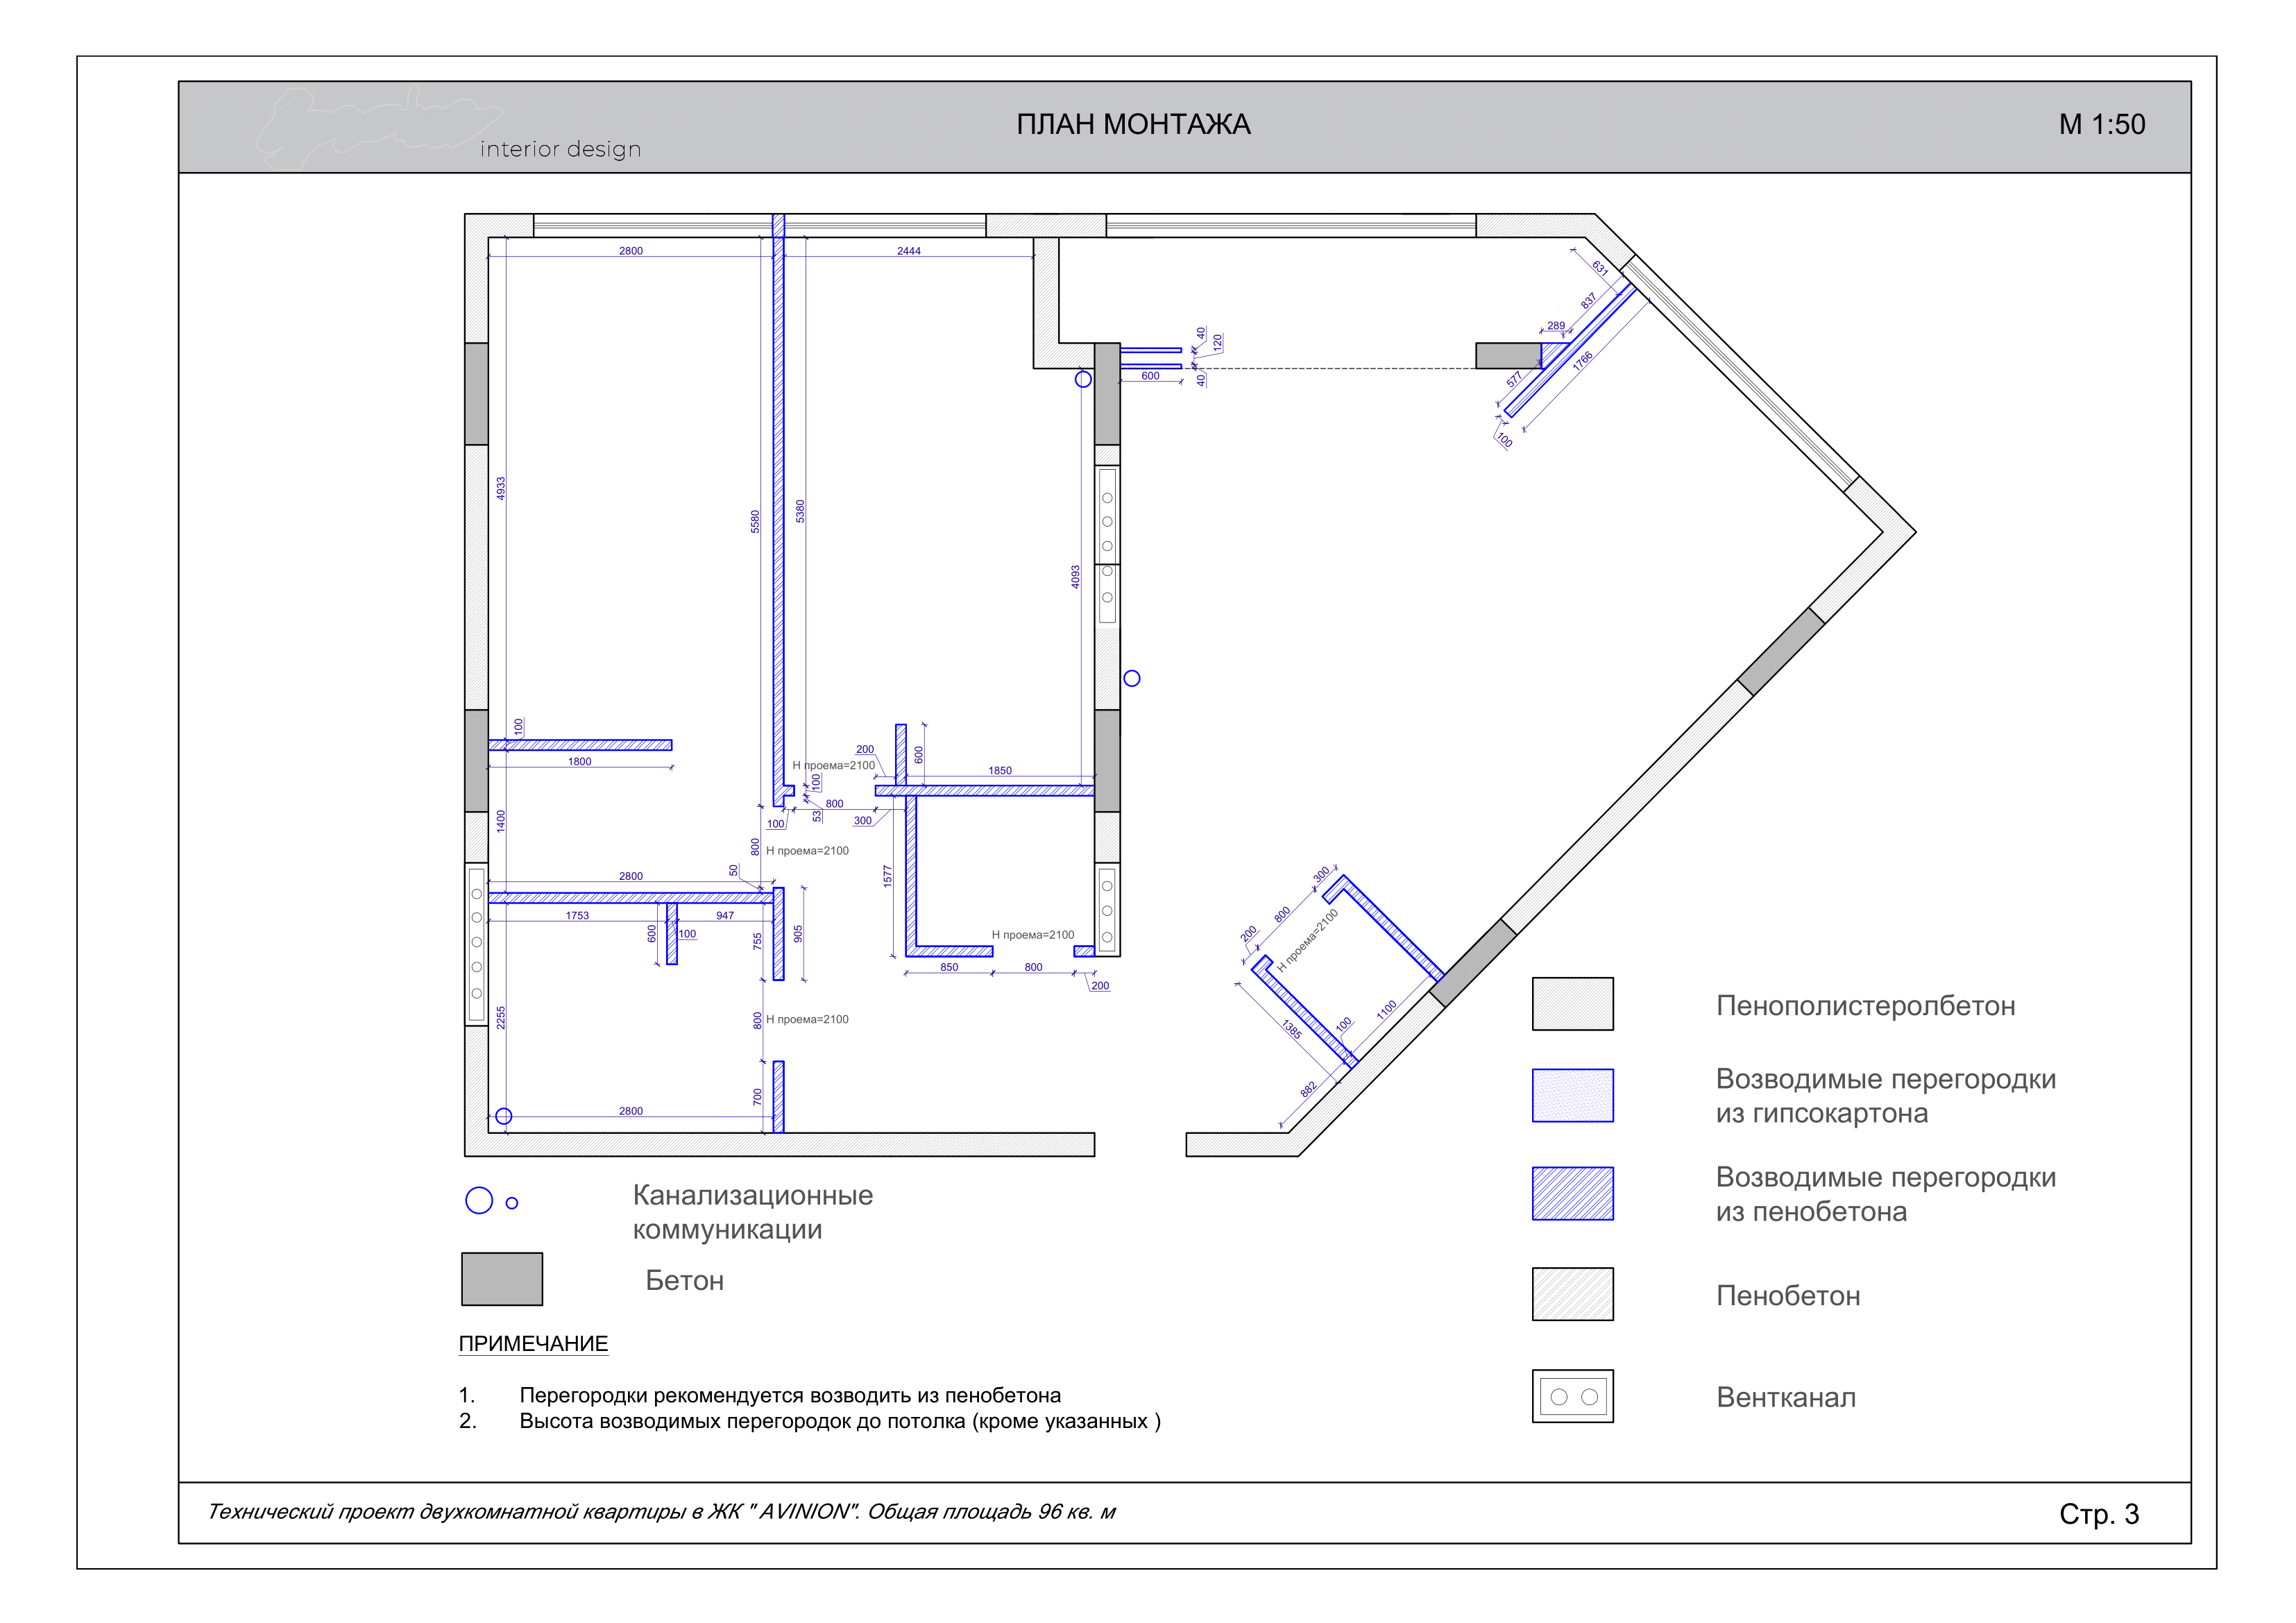 interior design
ПЛАН МОНТАЖА
М 1:50
2800
2444
631
837
289
1766
577
100
40
120
40
600
4933
5580
5380
4093
100
1800
1400
200
Н проема=2100
600
1850
100
800
53
100
300
800
Н проема=2100
50
2800
1577
1753
947
600
100
755
905
Н проема=2100
850
800
200
300
800
200
Н проема=2100
1100
100
1385
882
2255
800
Н проема=2100
700
2800
Канализационные
коммуникации
Бетон
ПРИМЕЧАНИЕ
1. Перегородки рекомендуется возводить из пенобетона
2. Высота возводимых перегородок до потолка (кроме указанных )
Пенополистеролбетон
Возводимые перегородки
из гипсокартона
Возводимые перегородки
из пенобетона
Пенобетон
Вентканал
Технический проект двухкомнатной квартиры в ЖК " AVINION". Общая площадь 96 кв. м
Стр. 3